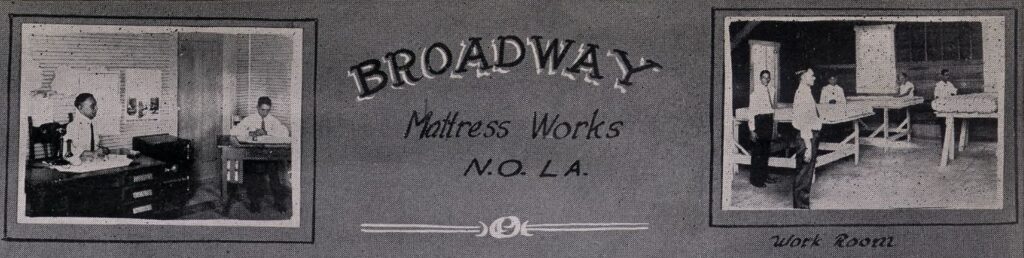 BROADWAY
Mattress Works
N.O. LA.
Work Room